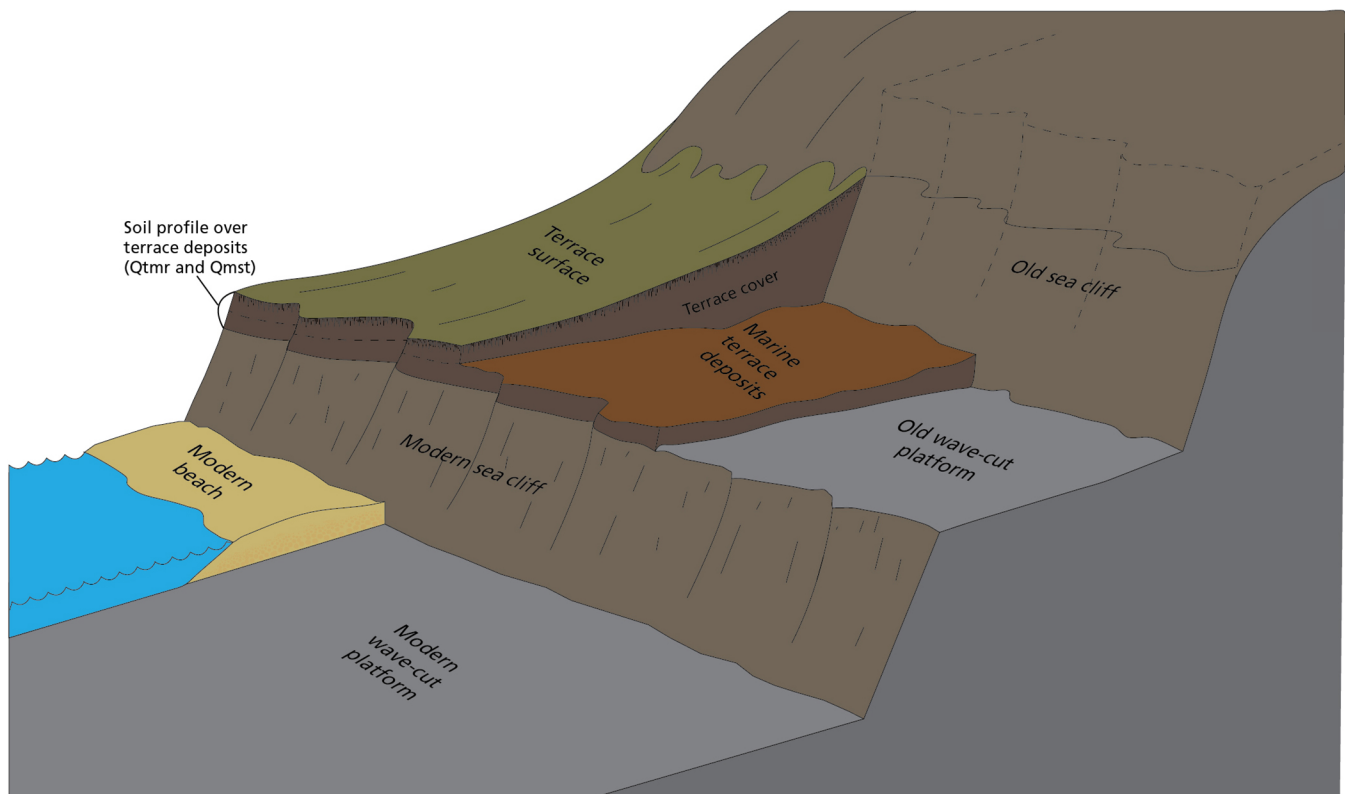 Soil profile over
terrace deposits
(Qtmr and Qmst)
Terrace
surface
Terrace cover
Old sea cliff
Marine
terrace
deposits
Old wave-cut
platform
Modern sea cliff
Modern
beach
Modern
wave-cut
platform